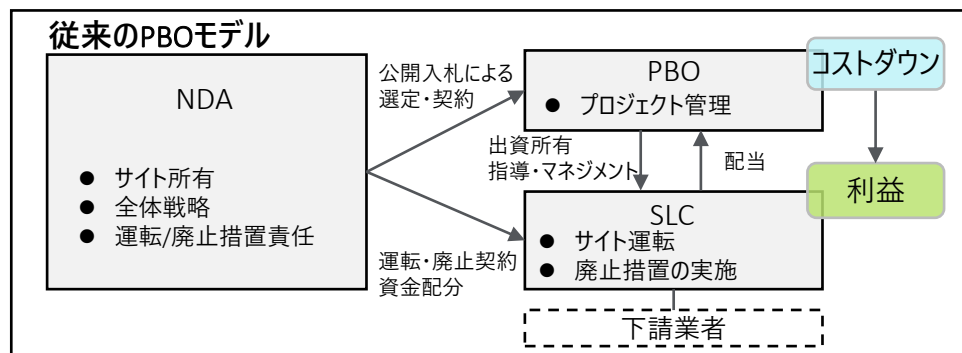 従来のPBOモデル
NDA
● サイト所有
● 全体戦略
● 運転/廃止措置責任
公開入札による
選定・契約
運転・廃止契約
資金配分
PBO
● プロジェクト管理
コストダウン
出資所有
指導・マネジメント
配当
利益
SLC
● サイト運転
● 廃止措置の実施
下請業者